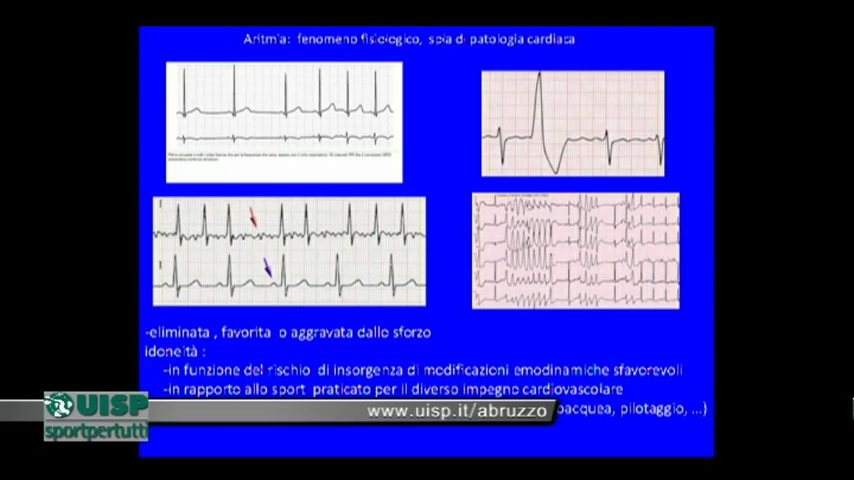 Aritmia: fenomeno fisiologico, spia di patologia cardiaca
I
-eliminata , favorita o aggravata dallo sforzo
idoneità :
-in funzione del rischio di insorgenza di modificazioni emodinamiche sfavorevoli
-in rapporto allo sport praticato per il diverso impegno cardiovascolare
bacquea, pilotaggio, ...)
UISP
sportpertutti
www.uisp.it/abruzzo